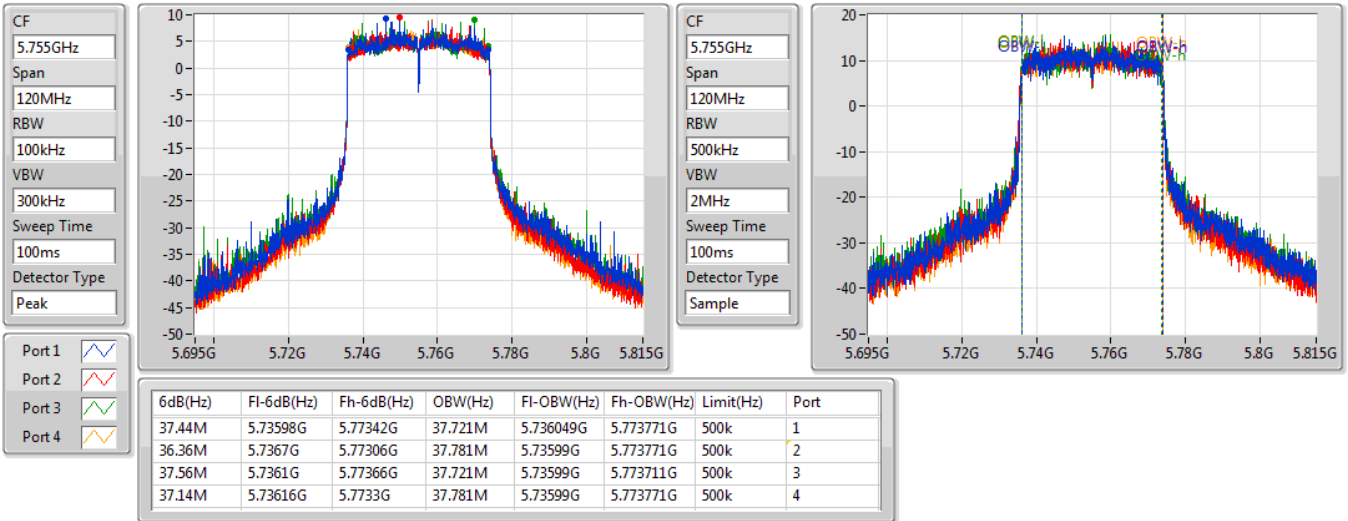 CF
5.755GHz
Span
120MHz
RBW
100kHz
VBW
300kHz
Sweep Time
100ms
Detector Type
Peak
10
5
0
-5
-10
-15
-20
-25
-30
-35
-40
-45
-50
5.695G 5.72G 5.74G 5.76G 5.78G 5.8G 5.815G
CF
5.755GHz
Span
120MHz
RBW
500kHz
VBW
2MHz
Sweep Time
100ms
Detector Type
Sample
20
10
0
-10
-20
-30
-40
-50
OBW-h
OBW-h
5.695G 5.72G 5.74G 5.76G 5.78G 5.8G 5.815G
Port 1
Port 2
Port 3
Port 4
6dB(Hz) Fl-6dB(Hz) Fh-6dB(Hz) OBW(Hz) Fl-OBW(Hz) Fh-OBW(Hz) Limit(Hz) Port
37.44M 5.73598G 5.77342G 37.721M 5.736049G 5.773771G 500k 1
36.36M 5.7367G 5.77306G 37.781M 5.73599G 5.773771G 500k 2
37.56M 5.7361G 5.77366G 37.721M 5.73599G 5.773711G 500k 3
37.14M 5.73616G 5.7733G 37.781M 5.73599G 5.773771G 500k 4